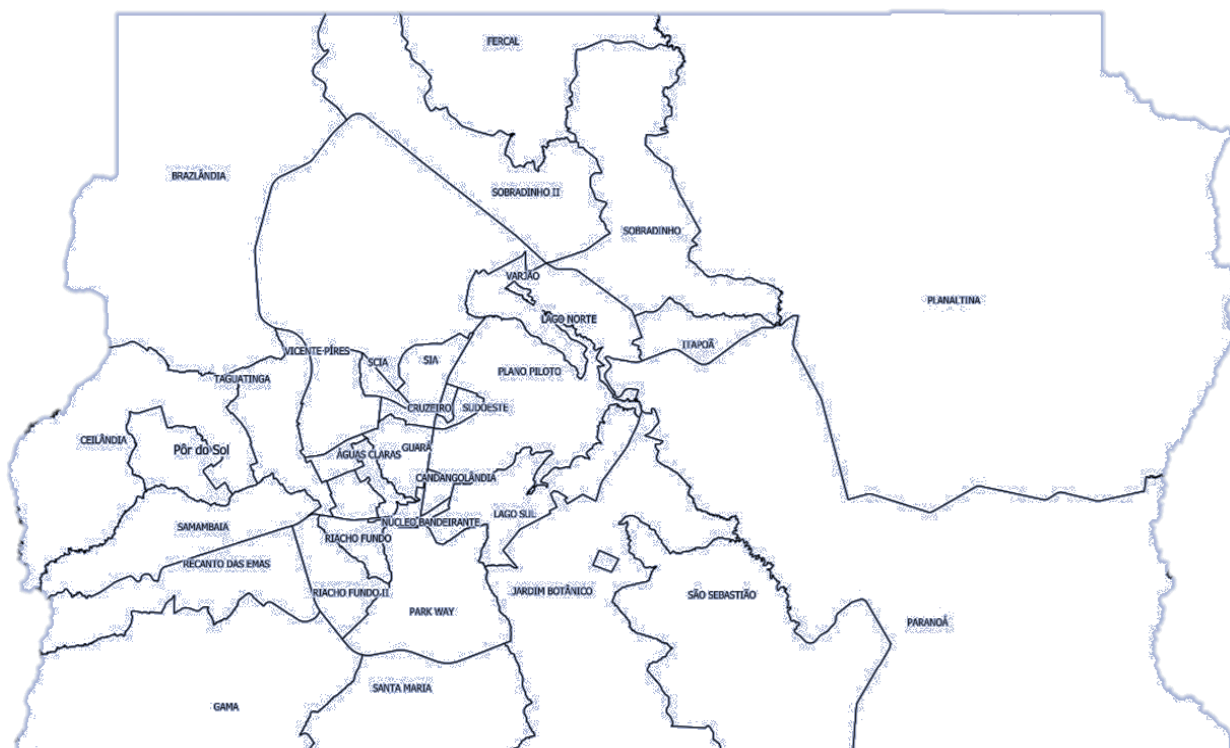 FERCAL
BRAZLÂNDIA
SOBRADINHO II
SOBRADINHO
VARJÃO
PLANALTINA
LAGO NORTE
ITAPOÃ
VICENTE PÍRES
SCIA
SIA
PLANO PILOTO
TAGUATINGA
CRUZEIRO
SUDOESTE
CEILÂNDIA
Pôr do Sol
ÁGUAS CLARAS
GUARÁ
CANDANGOLÂNDIA
LAGO SUL
SAMAMBAIA
NÚCLEO BANDEIRANTE
RIACHO FUNDO
RECANTO DAS EMAS
RIACHO FUNDO II
JARDIM BOTÂNICO
SÃO SEBASTIÃO
PARK WAY
PARANOÁ
SANTA MARIA
GAMA